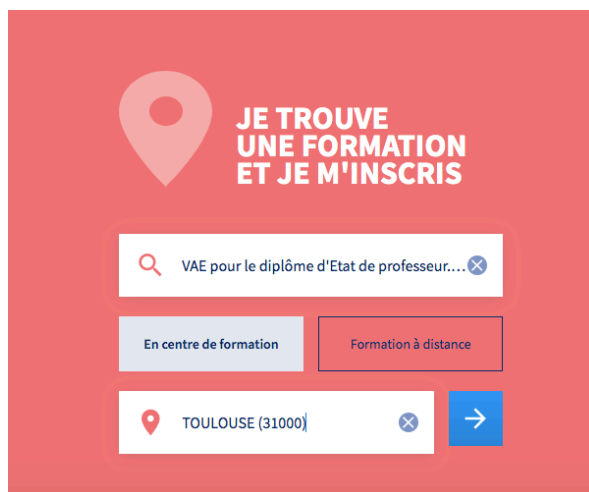 JE TROUVE
UNE FORMATION
ET JE M'INSCRIS
VAE pour le diplôme d'Etat de professeur....
En centre de formation
Formation à distance
TOULOUSE (31000)